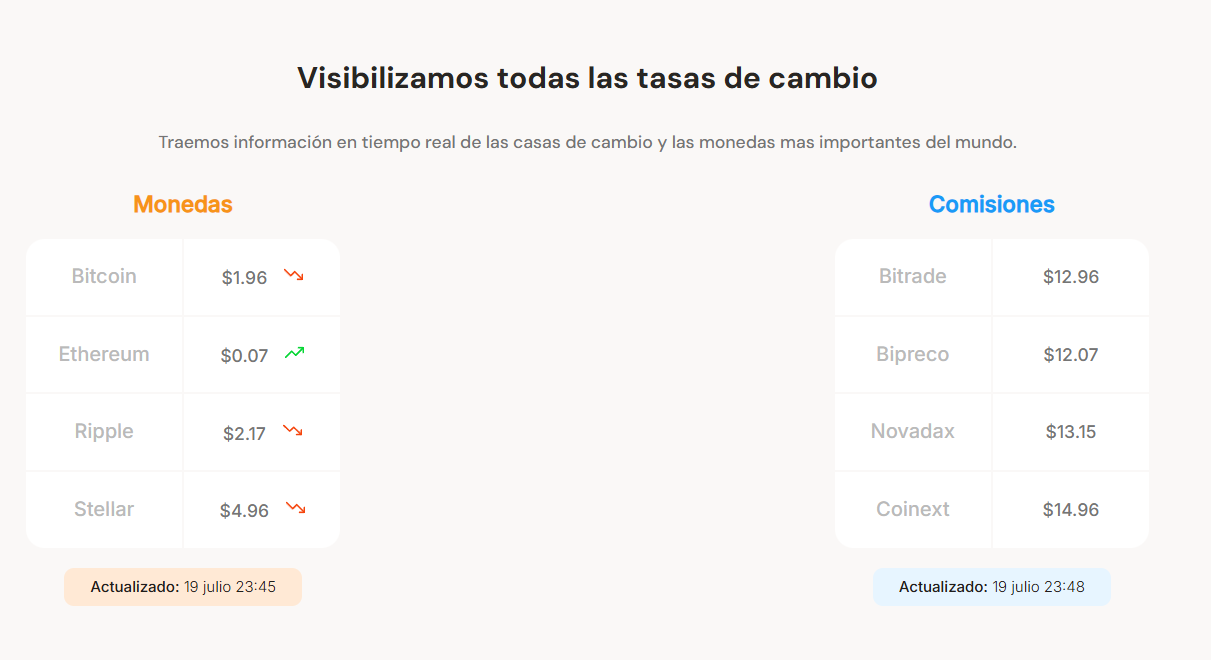 Visibilizamos todas las tasas de cambio
Traemos información en tiempo real de las casas de cambio y las monedas mas importantes del mundo.
Monedas
Bitcoin $1.96
Ethereum $0.07
Ripple $2.17
Stellar $4.96
Actualizado: 19 julio 23:45
Comisiones
Bitrade $12.96
Bipreco $12.07
Novadax $13.15
Coinext $14.96
Actualizado: 19 julio 23:48